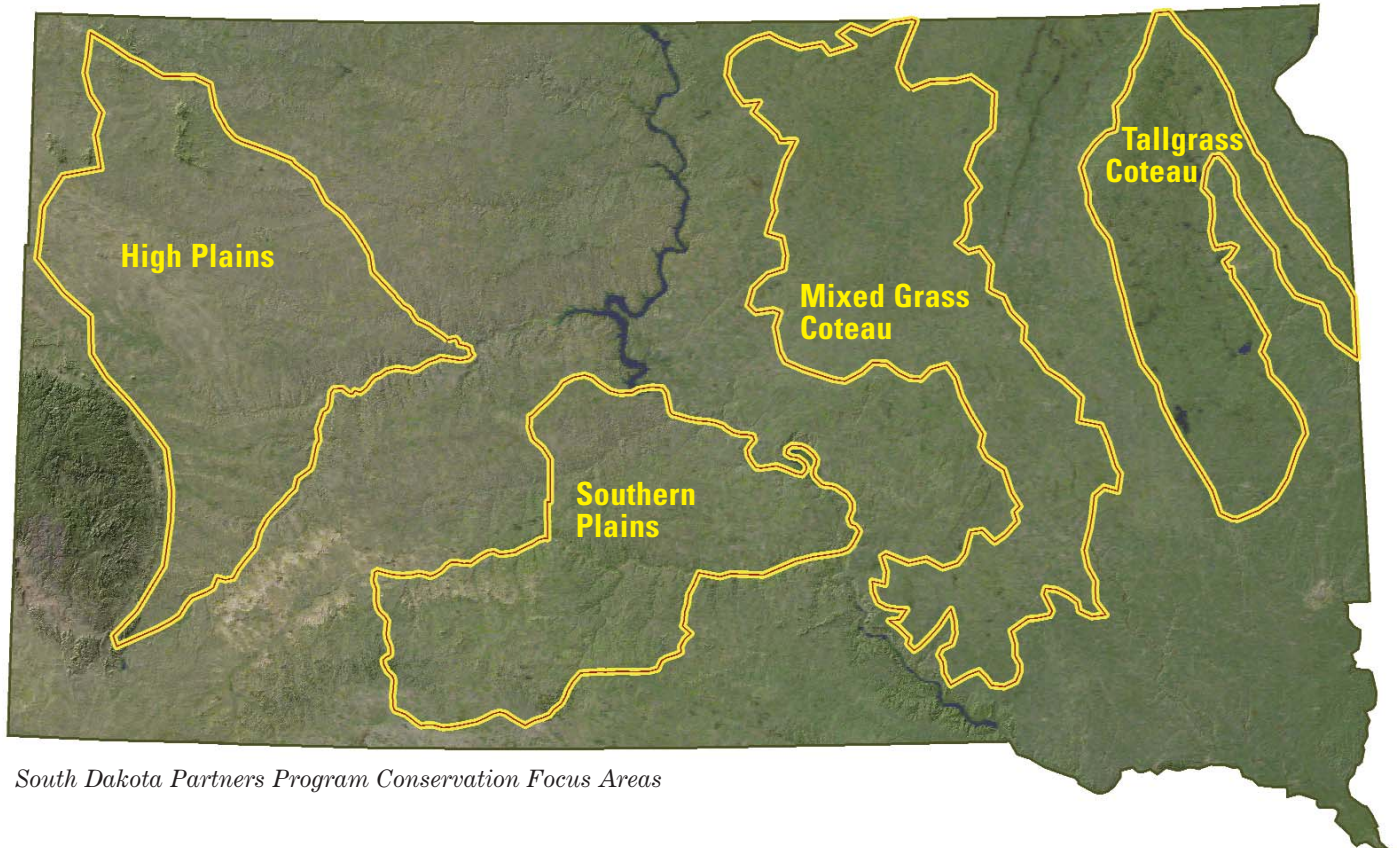 Tallgrass
Coteau
High Plains
Mixed Grass
Coteau
Southern
Plains
South Dakota Partners Program Conservation Focus Areas